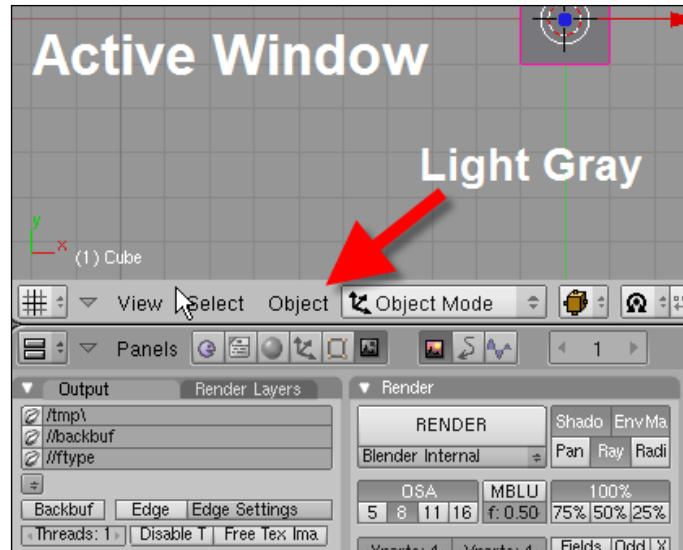 Active Window
Light Gray
y
x
(1) Cube
View Select Object Object Mode
Panels 1
Output Render Layers Render
/tmp\
//backbuf
//ftype
RENDER Shado EnvMa
Blender Internal Pan Ray Radi
Backbuf Edge Edge Settings
OSA MBLU 100%
5 8 11 16 f: 0.50 75% 50% 25%
Threads: 1 Disable T Free Tex Ima
Fields Odd X